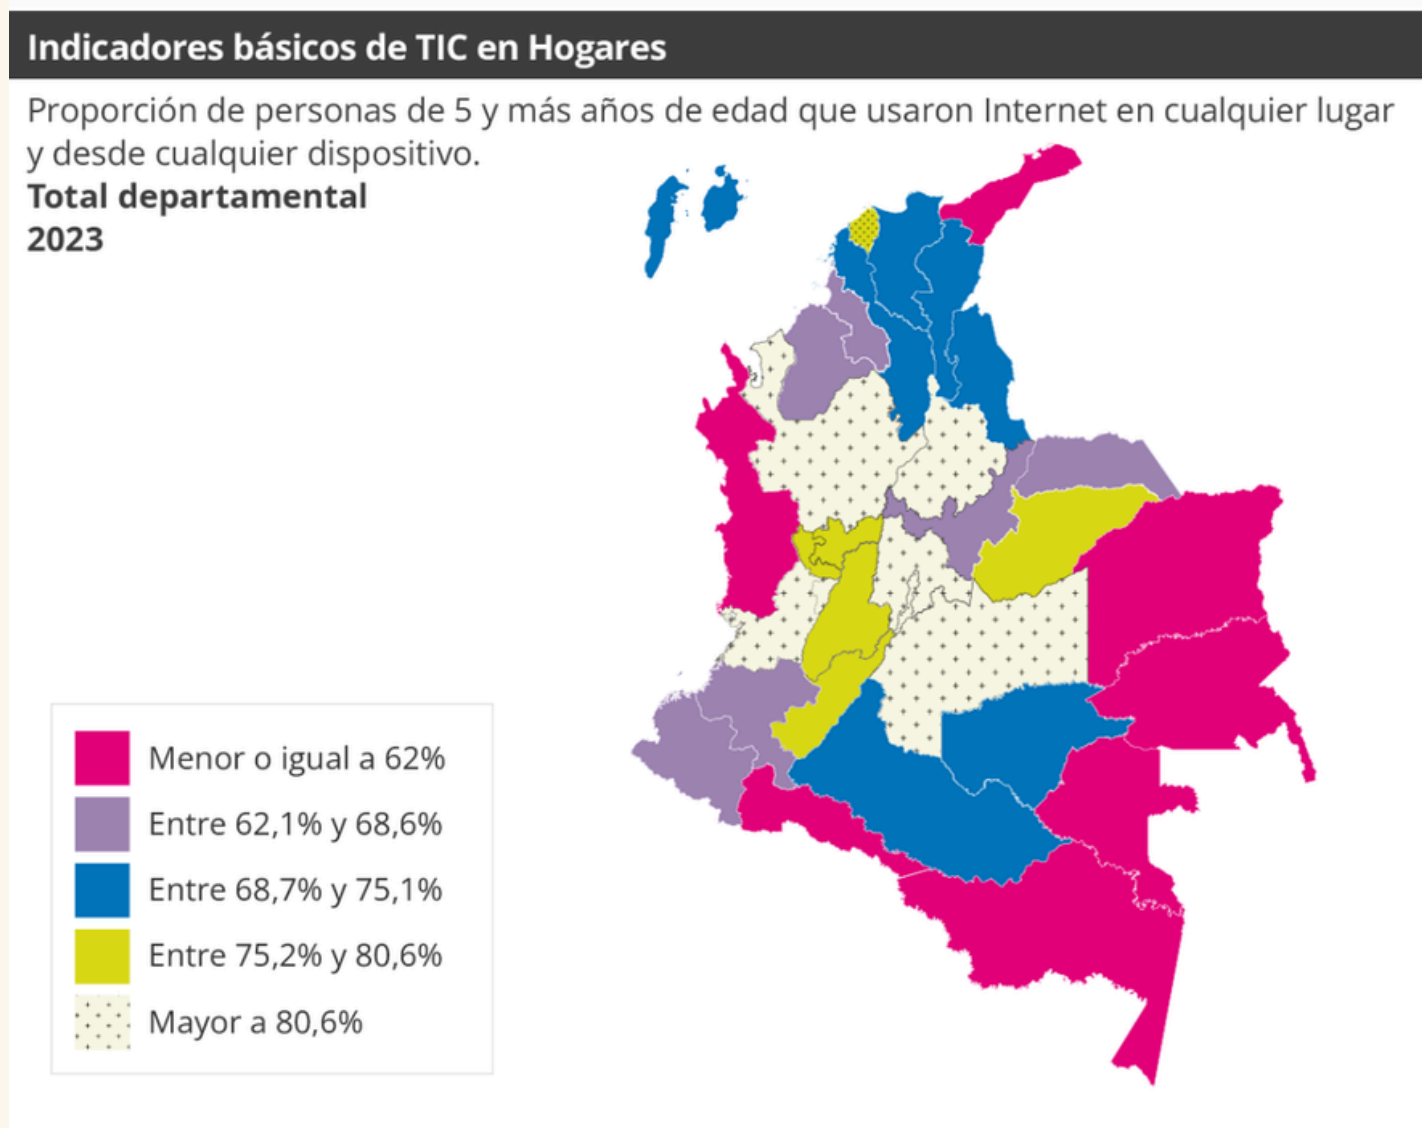 Indicadores básicos de TIC en Hogares
Proporción de personas de 5 y más años de edad que usaron Internet en cualquier lugar
y desde cualquier dispositivo.
Total departamental
2023
Menor o igual a 62%
Entre 62,1% y 68,6%
Entre 68,7% y 75,1%
Entre 75,2% y 80,6%
Mayor a 80,6%